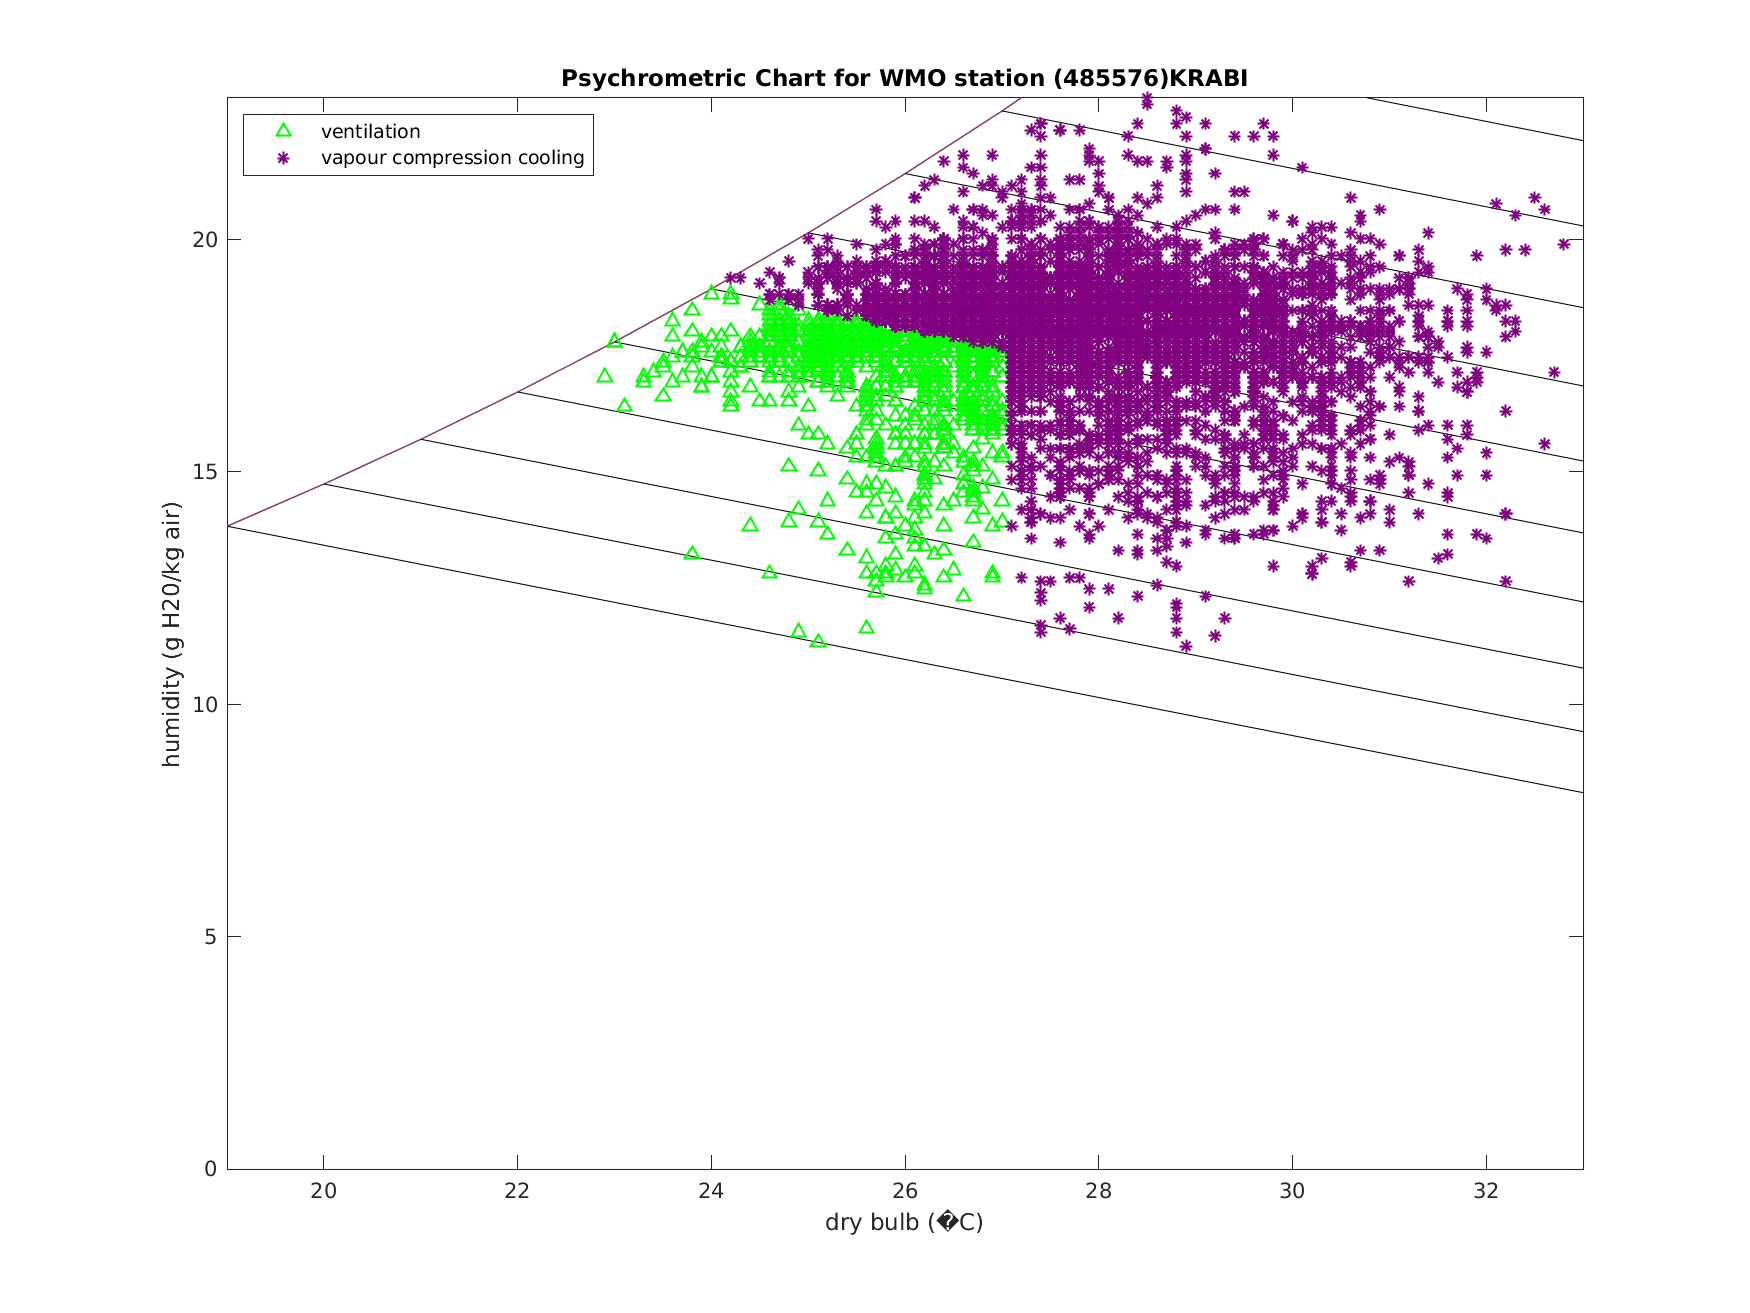 Psychrometric Chart for WMO station (485576)KRABI
ventilation
vapour compression cooling
humidity (g H20/kg air)
20
15
10
5
0
20 22 24 26 28 30 32
dry bulb (�C)